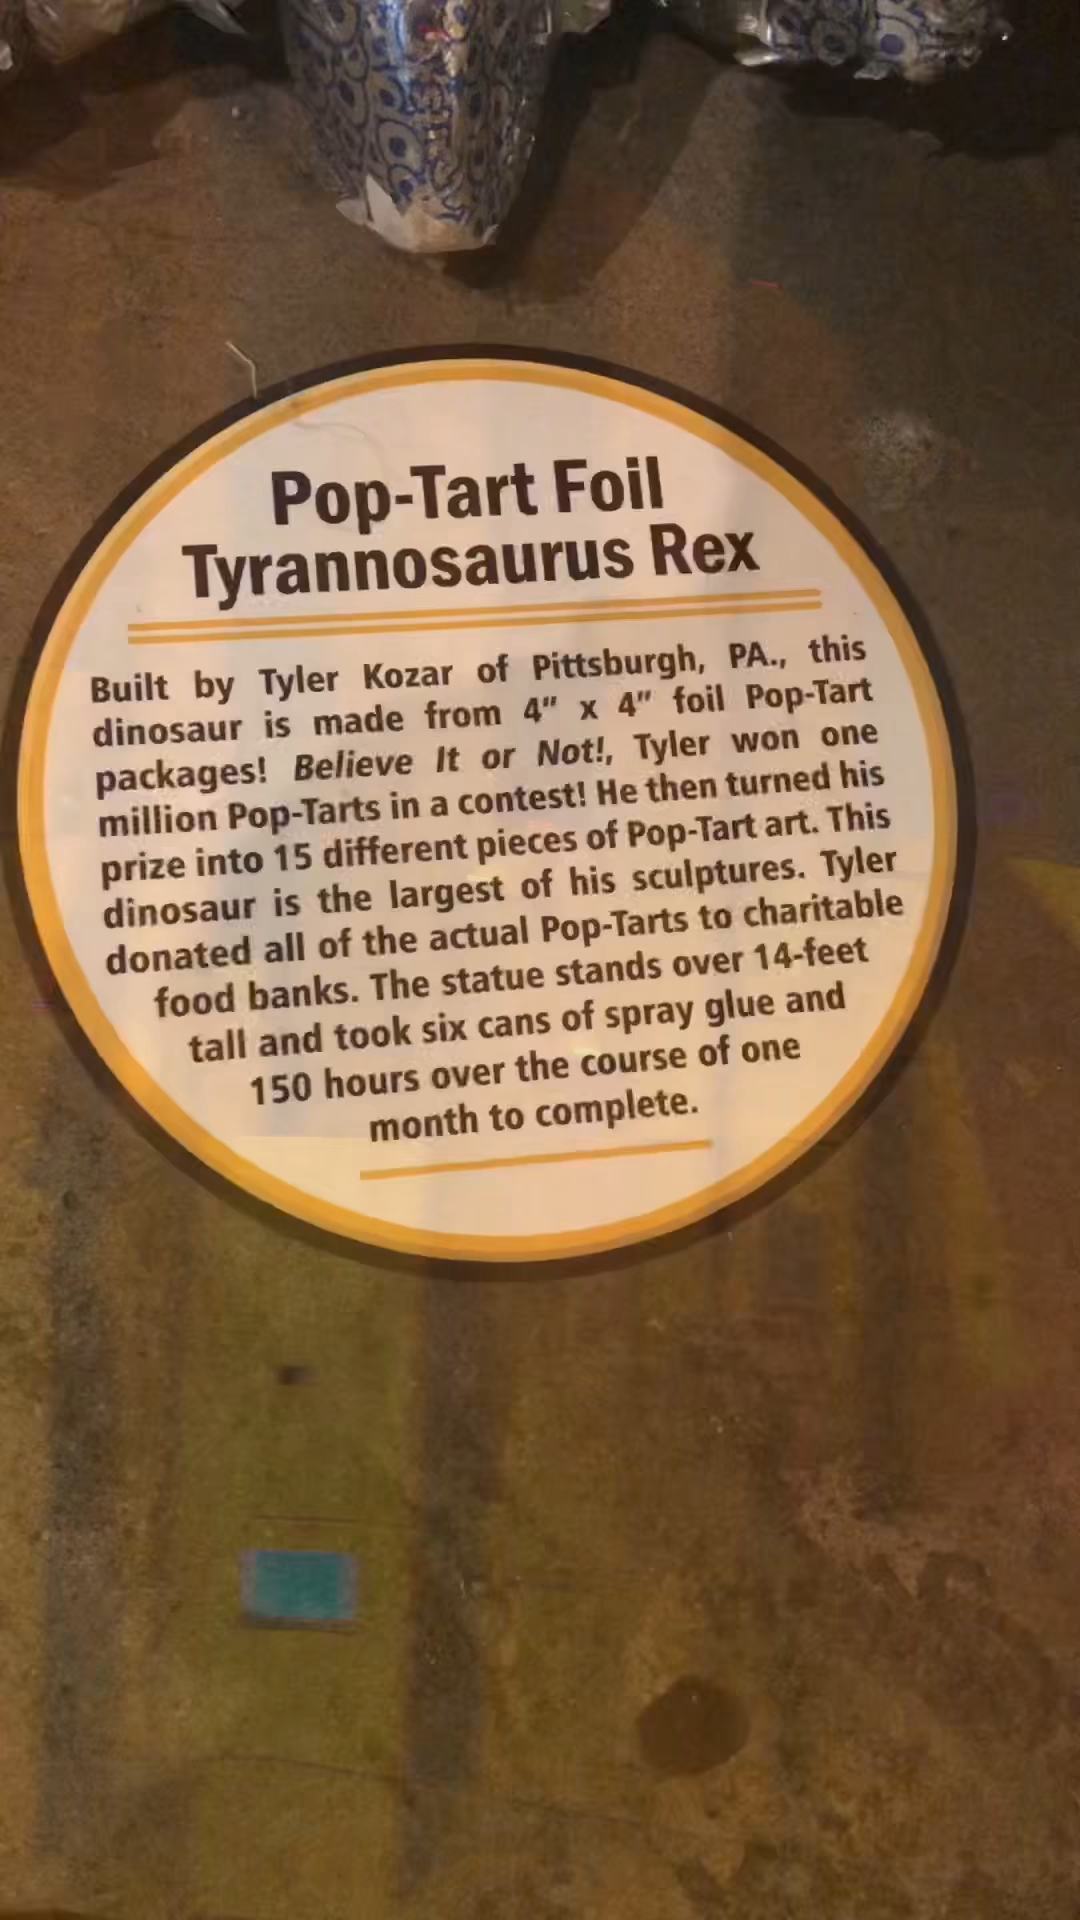 Pop-Tart Foil
Tyrannosaurus Rex
Built by Tyler Kozar of Pittsburgh, PA., this
dinosaur is made from 4" x 4" foil Pop-Tart
packages! Believe It or Not!, Tyler won one
million Pop-Tarts in a contest! He then turned his
prize into 15 different pieces of Pop-Tart art. This
dinosaur is the largest of his sculptures. Tyler
donated all of the actual Pop-Tarts to charitable
food banks. The statue stands over 14-feet
tall and took six cans of spray glue and
150 hours over the course of one
month to complete.